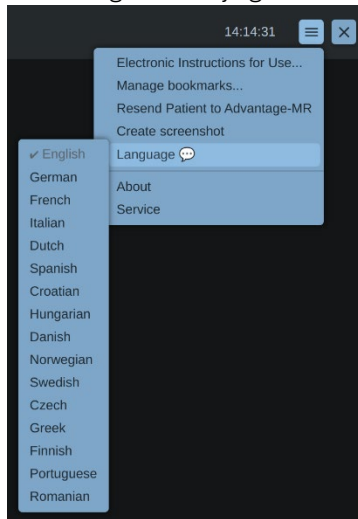 14:14:31
Electronic Instructions for Use...
Manage bookmarks...
Resend Patient to Advantage-MR
Create screenshot
Language 💬
About
Service
✔ English
German
French
Italian
Dutch
Spanish
Croatian
Hungarian
Danish
Norwegian
Swedish
Czech
Greek
Finnish
Portuguese
Romanian